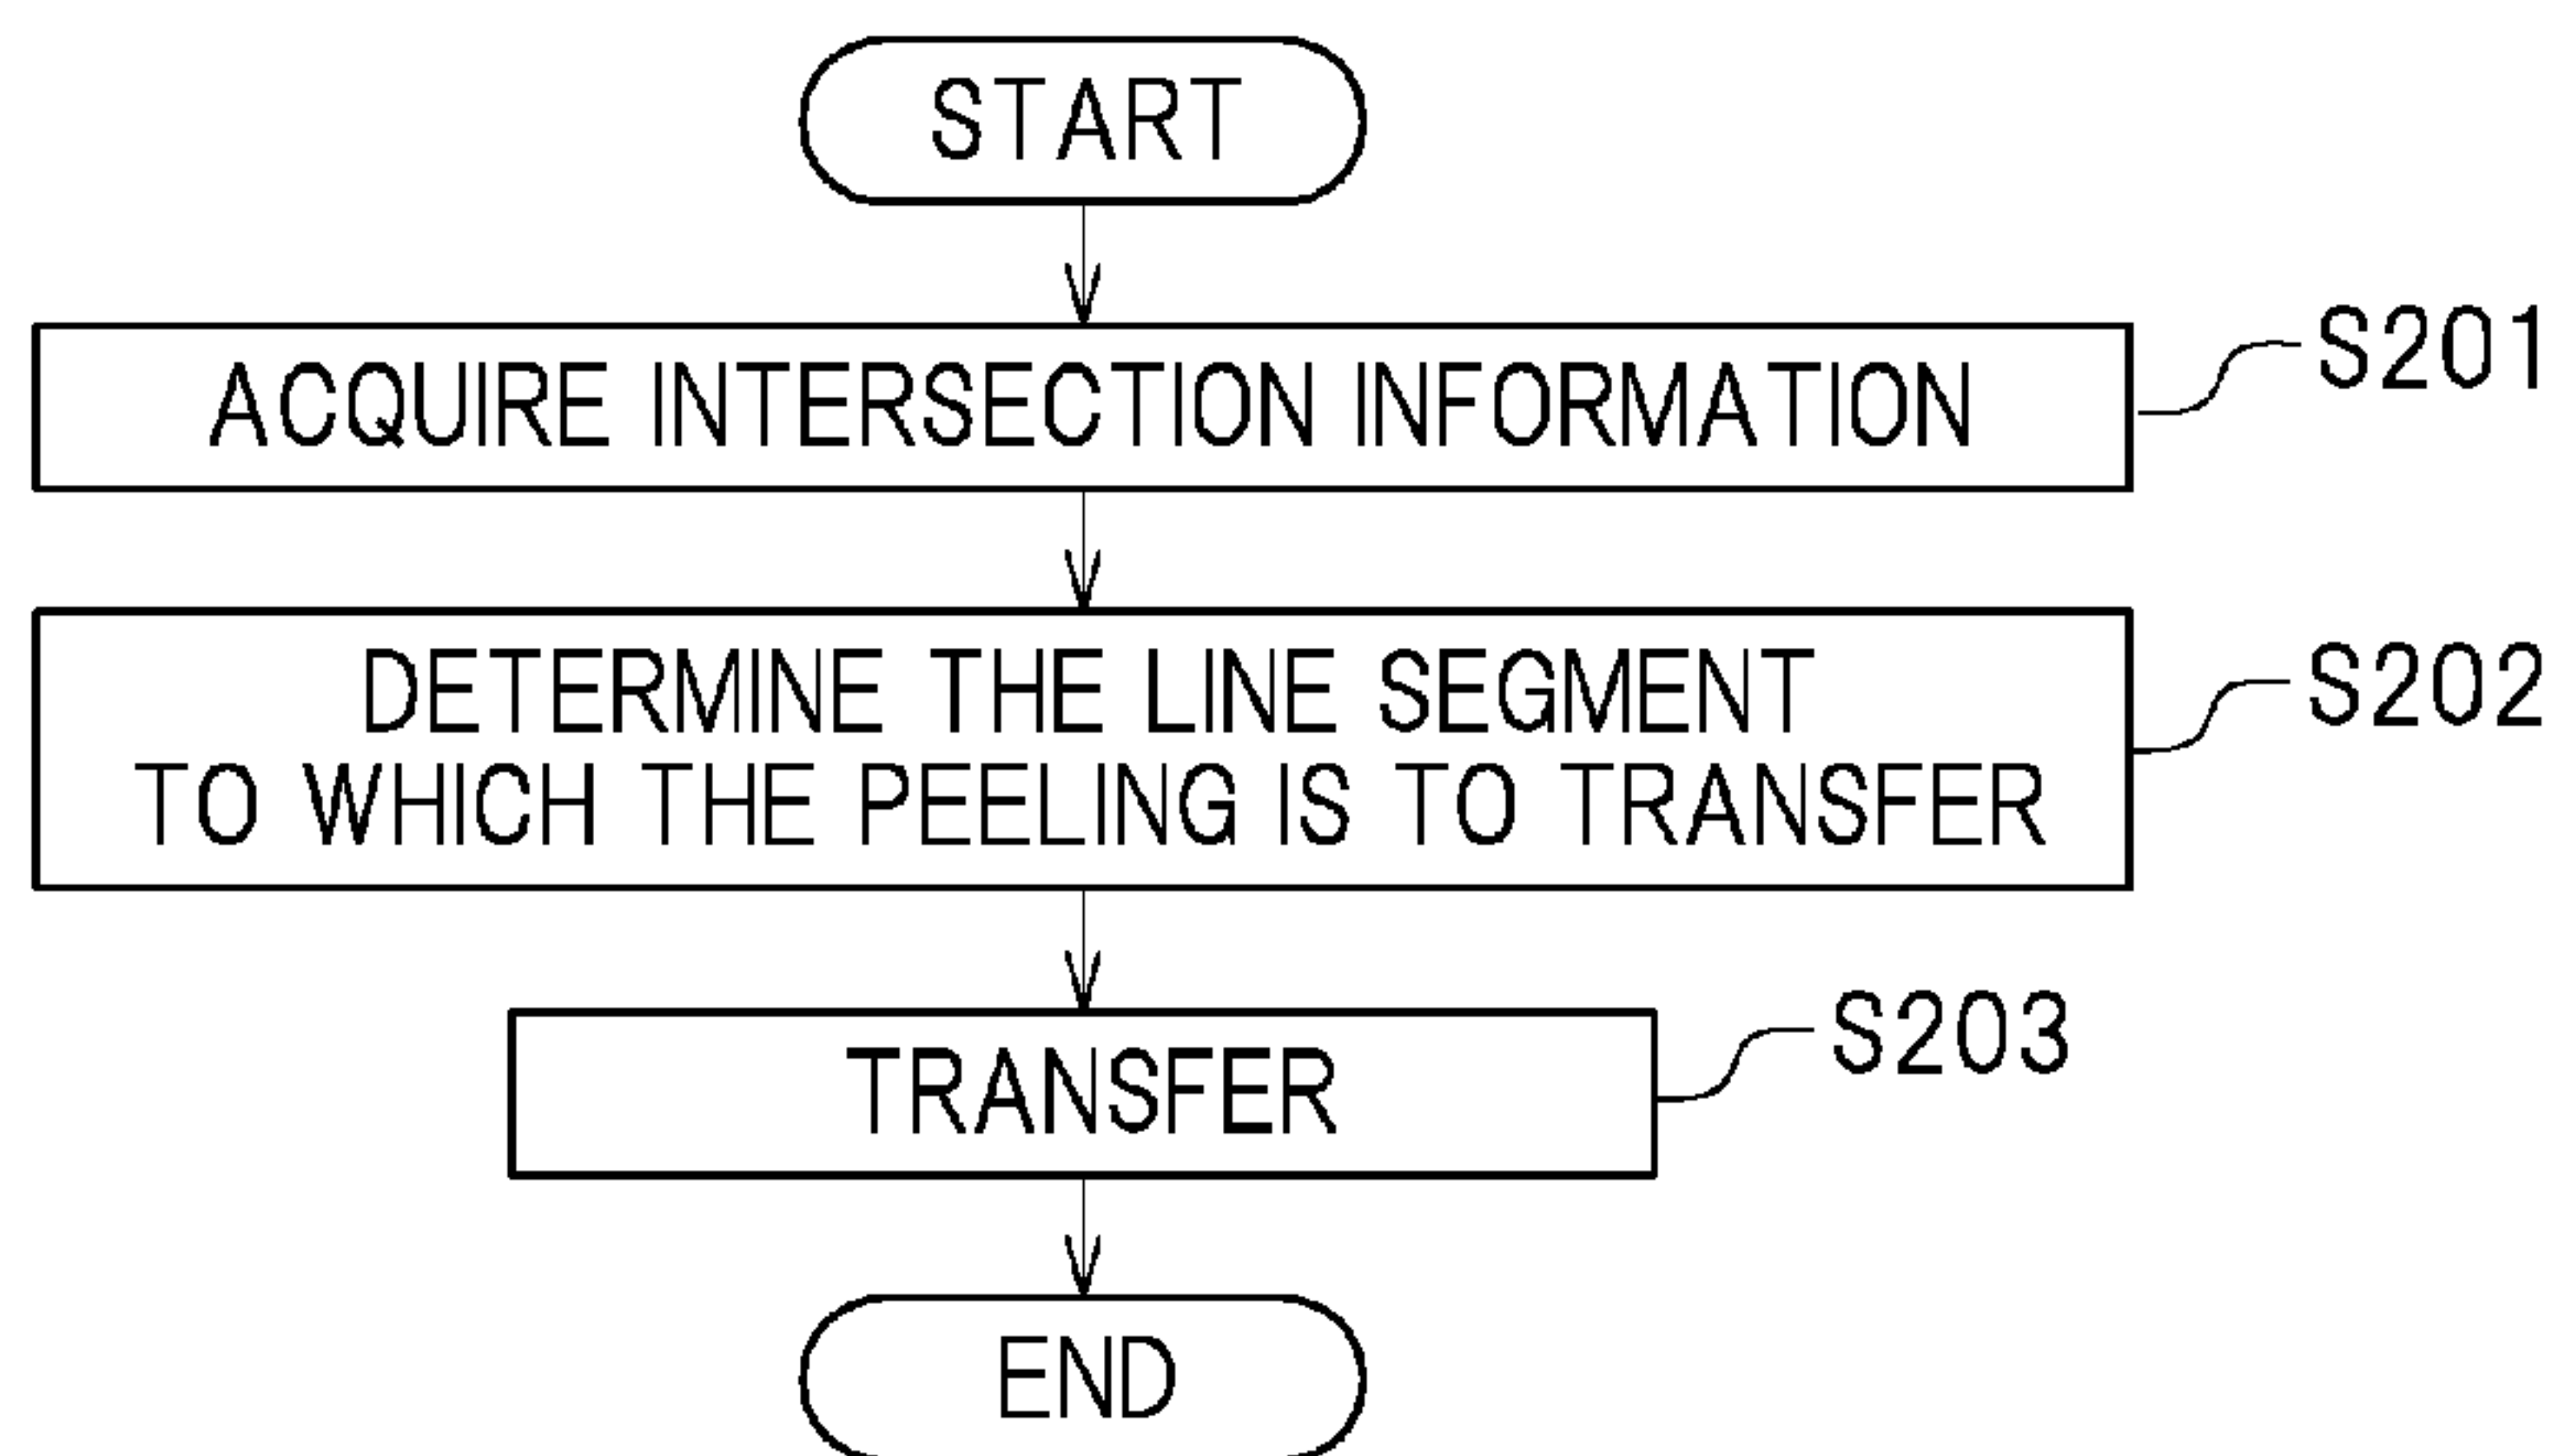 START
ACQUIRE INTERSECTION INFORMATION
S201
DETERMINE THE LINE SEGMENT
TO WHICH THE PEELING IS TO TRANSFER
S202
TRANSFER
S203
END